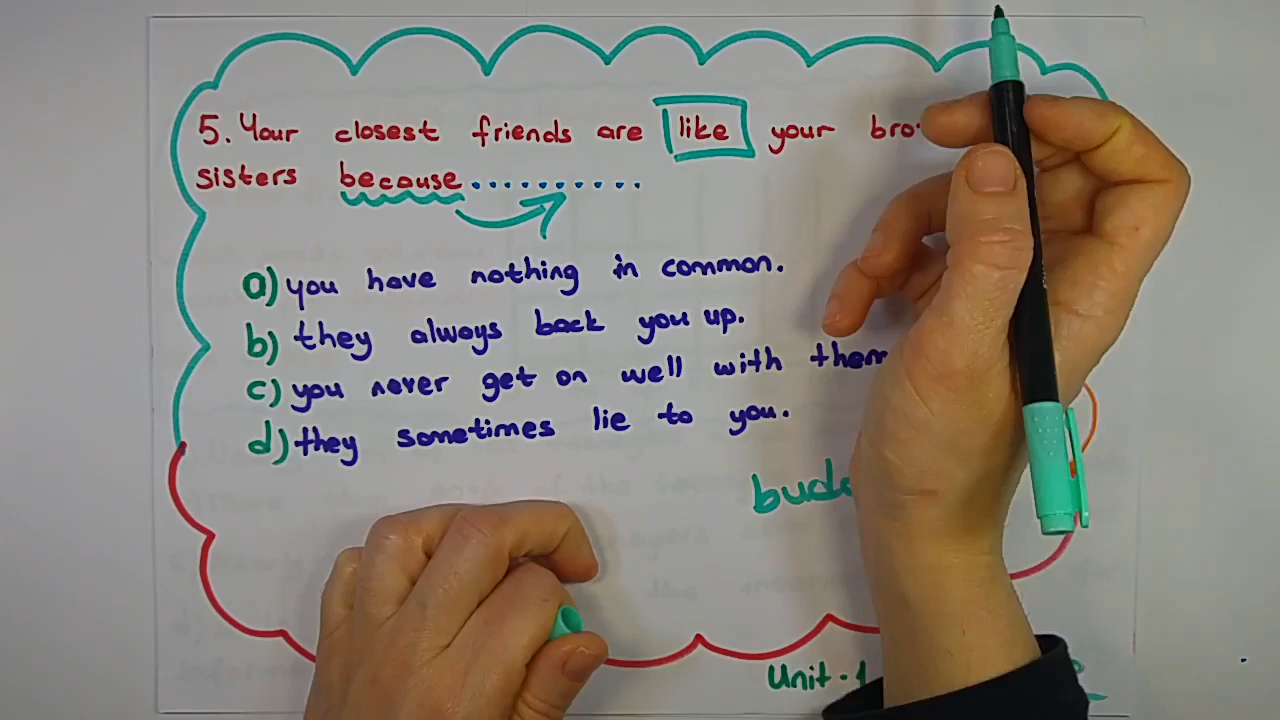 5. Your closest friends are like your bro
sisters because..........
a) you have nothing in common.
b) they always back you up.
c) you never get on well with them
d) they sometimes lie to you.
Unit - 1